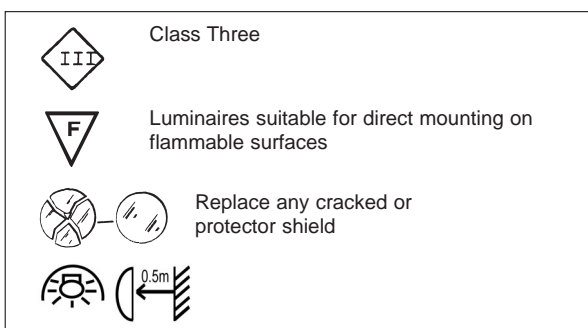 III
Class Three
F
Luminaires suitable for direct mounting on
flammable surfaces
Replace any cracked or
protector shield
0.5m